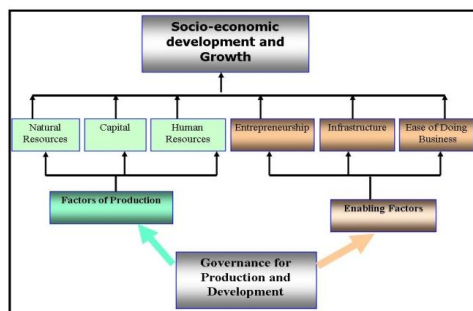 Socio-economic
development and
Growth
Natural
Resources
Capital
Human
Resources
Entrepreneurship
Infrastructure
Ease of Doing
Business
Factors of Production
Enabling Factors
Governance for
Production and
Development